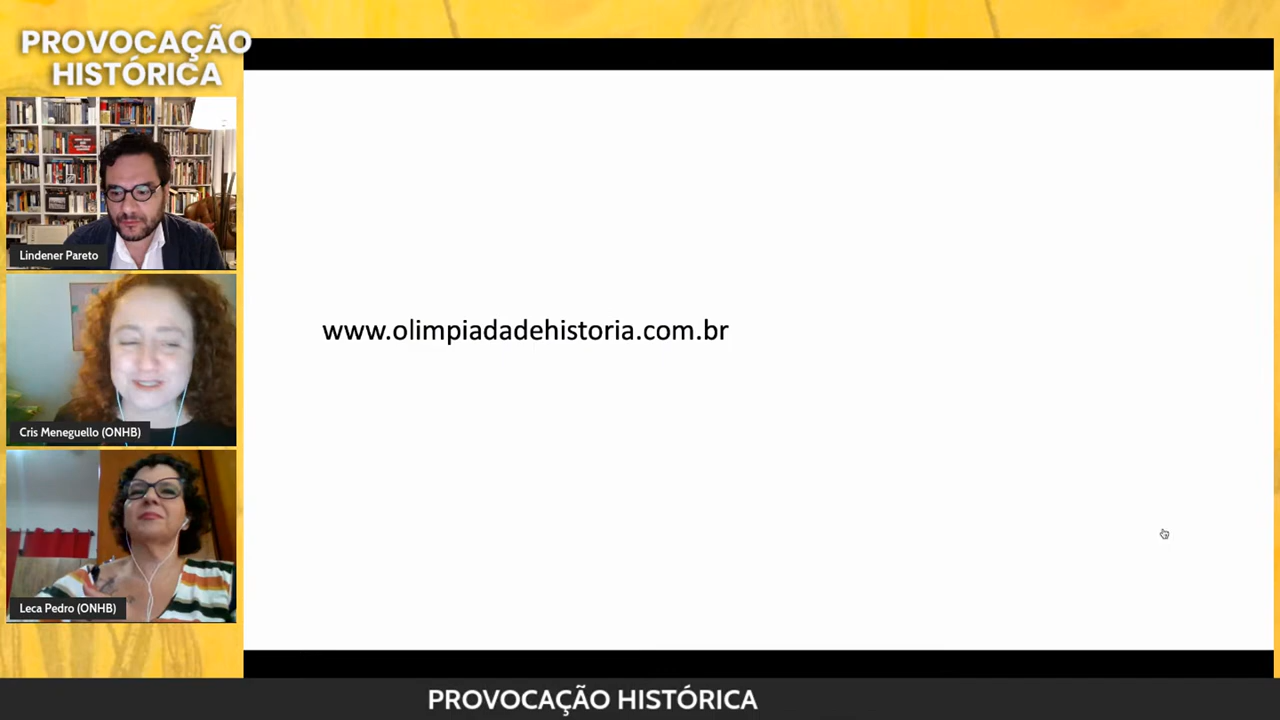 PROVOCAÇÃO
HISTÓRICA
Lindener Pareto
Cris Meneguello (ONHB)
Leca Pedro (ONHB)
www.olimpiadadehistoria.com.br
PROVOCAÇÃO HISTÓRICA